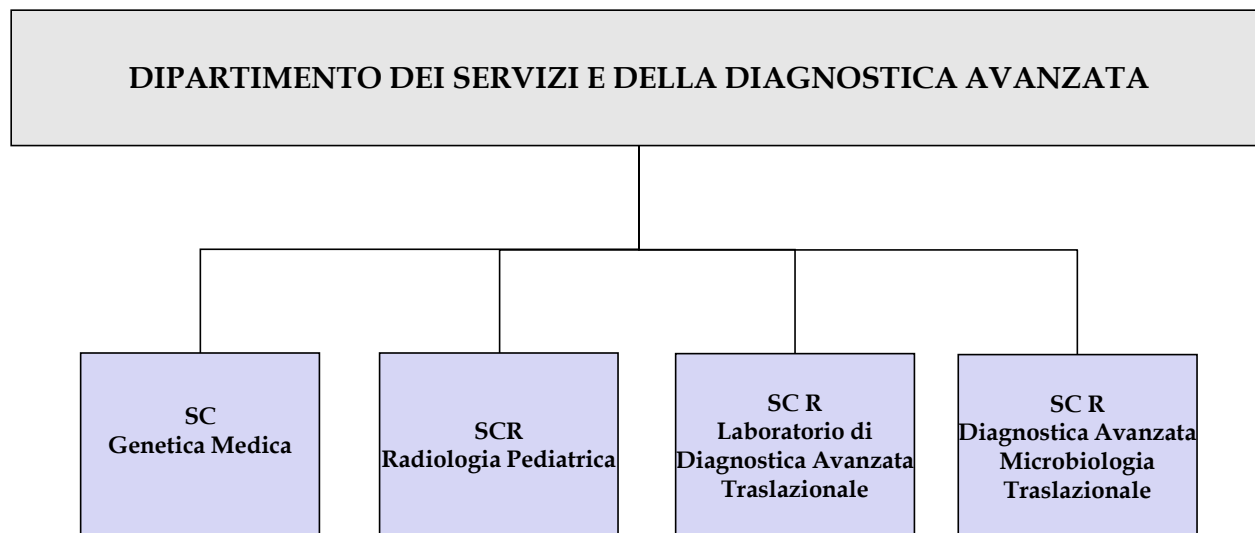 DIPARTIMENTO DEI SERVIZI E DELLA DIAGNOSTICA AVANZATA
SC
Genetica Medica
SCR
Radiologia Pediatrica
SC R
Laboratorio di
Diagnostica Avanzata
Traslazionale
SC R
Diagnostica Avanzata
Microbiologia
Traslazionale